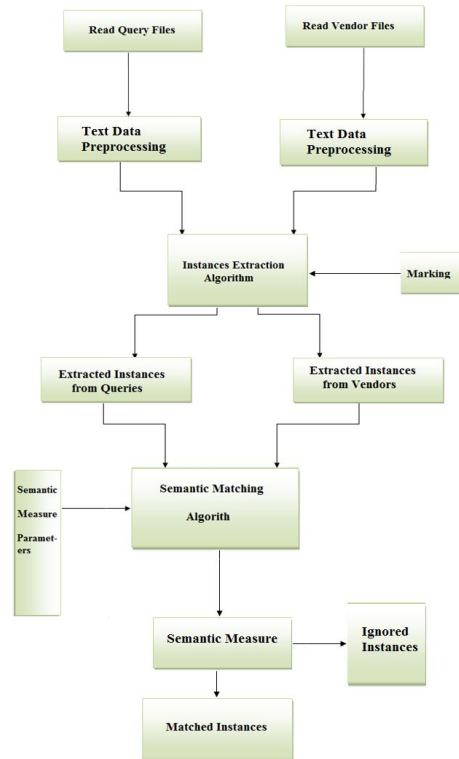 Read Query Files
Read Vendor Files
Text Data
Preprocessing
Text Data
Preprocessing
Instances Extraction
Algorithm
Marking
Extracted Instances
from Queries
Extracted Instances
from Vendors
Semantic
Measure
Paramet-
ers
Semantic Matching
Algorith
Semantic Measure
Ignored
Instances
Matched Instances